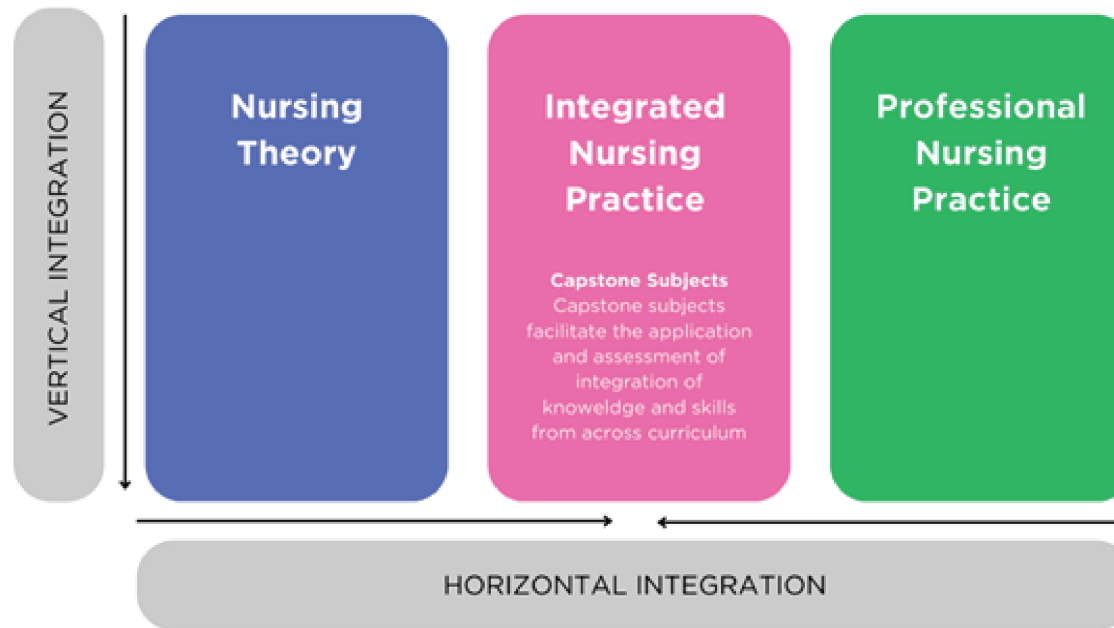 VERTICAL INTEGRATION
Nursing
Theory
Integrated
Nursing
Practice
Capstone Subjects
Capstone subjects
facilitate the application
and assessment of
integration of
knoweldge and skills
from across curriculum
Professional
Nursing
Practice
HORIZONTAL INTEGRATION